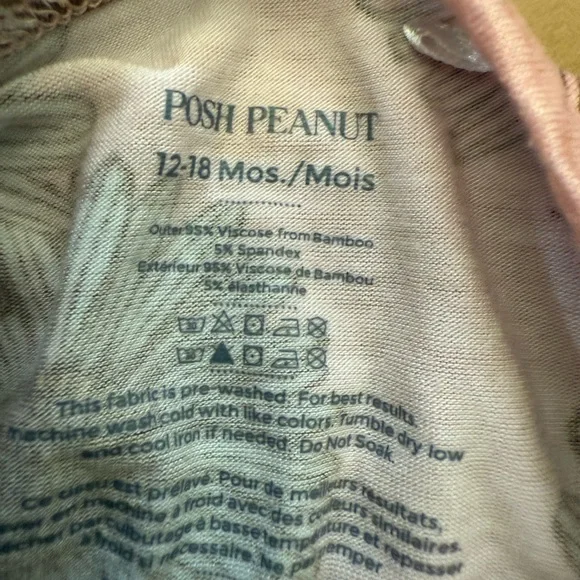 POSH PEANUT
12-18 Mos./Mois
Outer 95% Viscose from Bamboo
5% Spandex
Extérieur 95% Viscose de Bambou
5% élasthanne
This fabric is pre-washed. For best results,
machine wash cold with like colors. Tumble dry low
and cool iron if needed. Do Not Soak.
Ce tissu est prélavé. Pour de meilleurs résultats,
en machine à froid avec des couleurs similaires.
par culbutage à basse température et repasser
à froid si nécessaire. Ne pas tremper